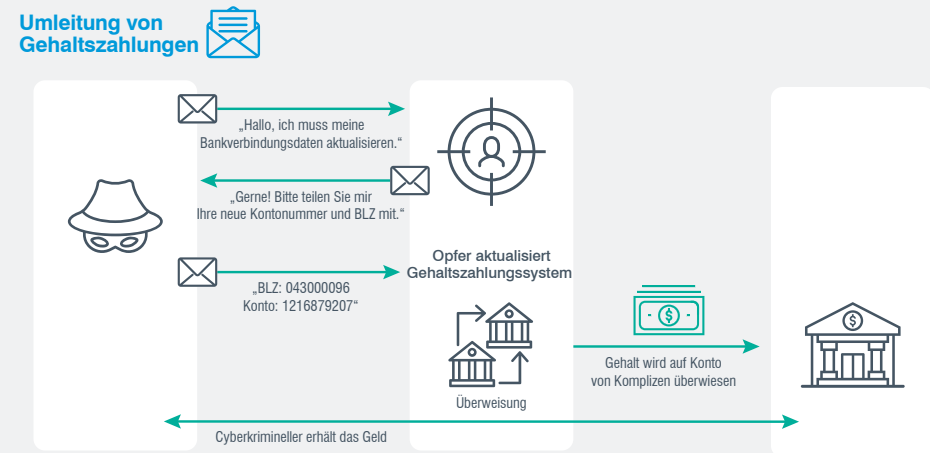 Umleitung von
Gehaltszahlungen
„Hallo, ich muss meine
Bankverbindungsdaten aktualisieren.“
„Gerne! Bitte teilen Sie mir
Ihre neue Kontonummer und BLZ mit.“
„BLZ: 043000096
Konto: 1216879207“
Opfer aktualisiert
Gehaltszahlungssystem
Überweisung
Gehalt wird auf Konto
von Komplizen überwiesen
Cyberkrimineller erhält das Geld